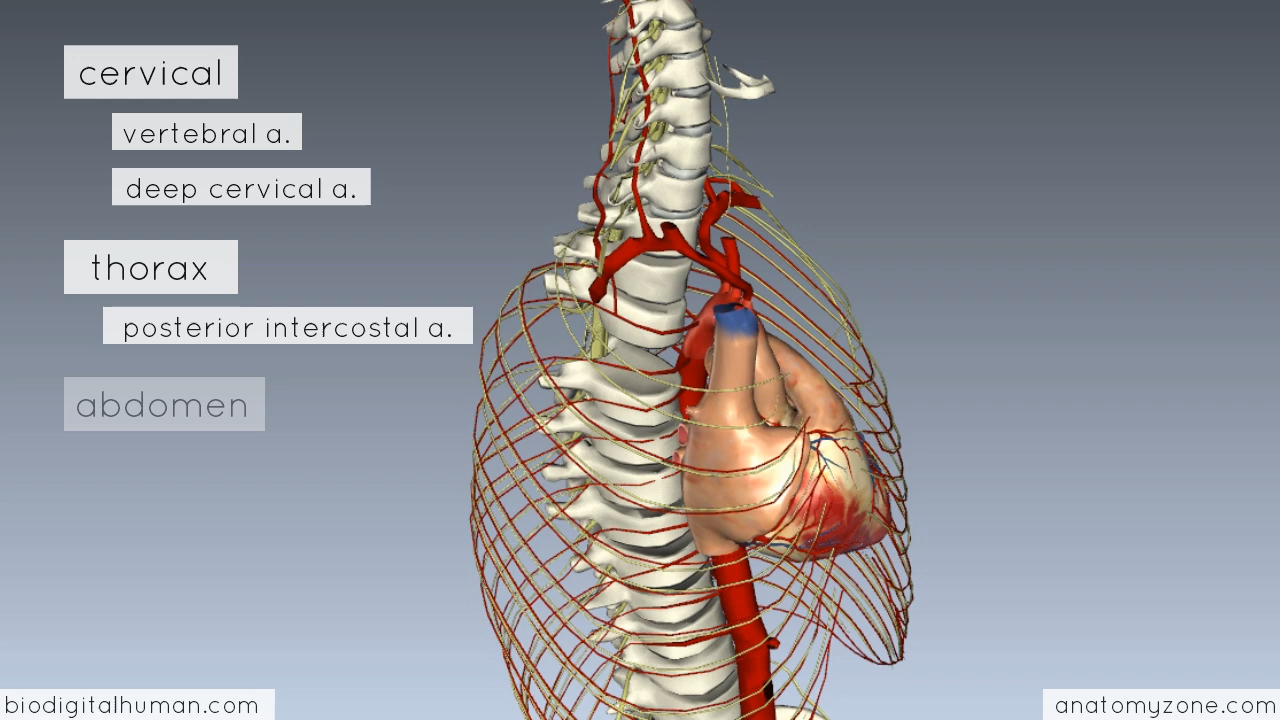 cervical
vertebral a.
deep cervical a.
thorax
posterior intercostal a.
abdomen
biodigitalhuman.com
anatomyzone.com